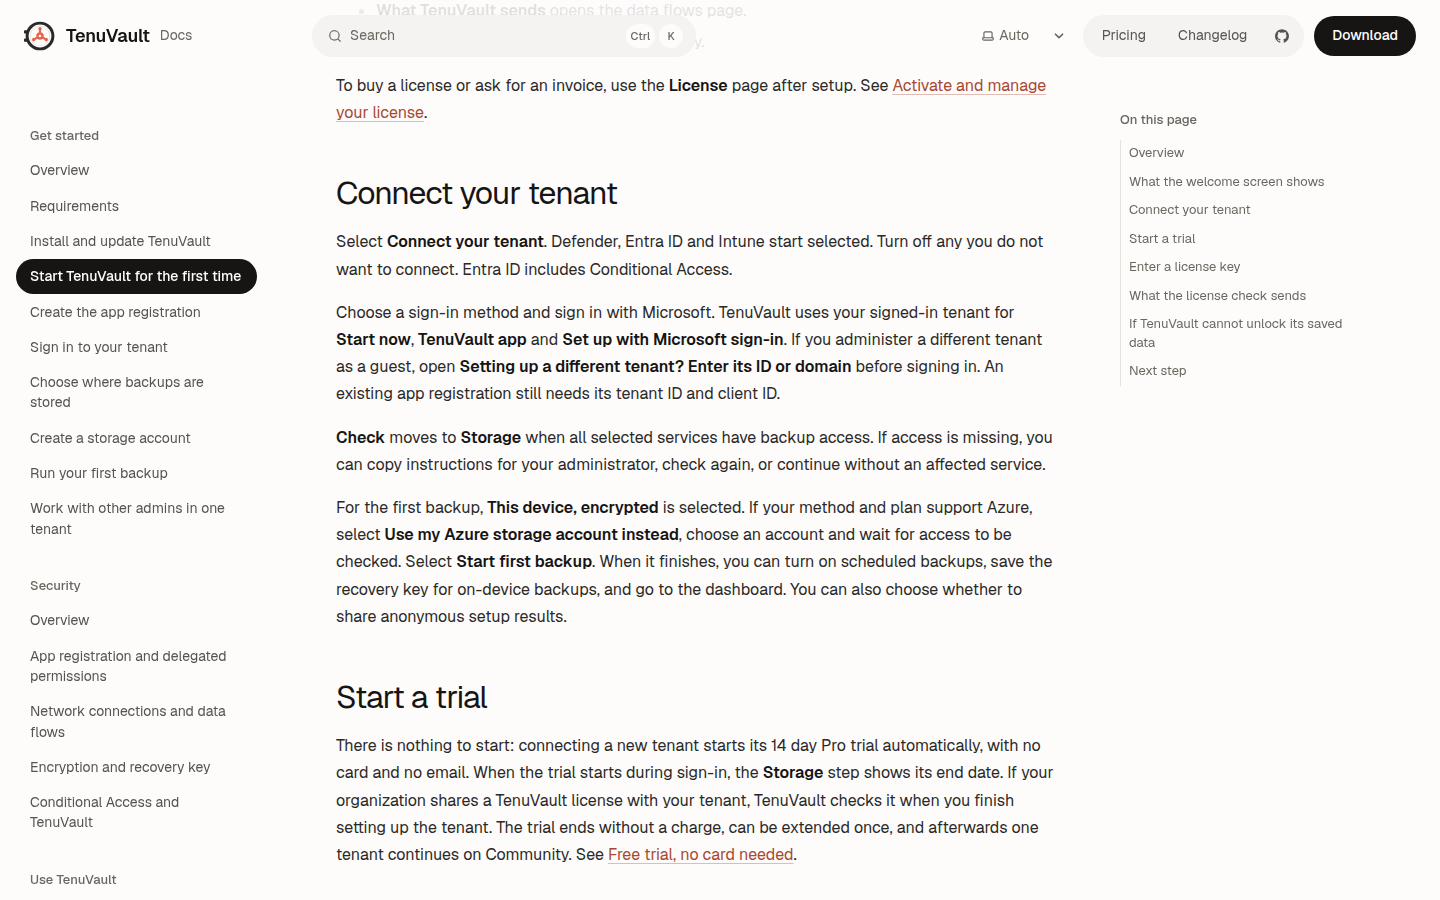 TenuVault Docs
Search Ctrl K
Auto
Pricing
Changelog
Download
What TenuVault sends opens the data flows page.
Get started
Overview
Requirements
Install and update TenuVault
Start TenuVault for the first time
Create the app registration
Sign in to your tenant
Choose where backups are
stored
Create a storage account
Run your first backup
Work with other admins in one
tenant
Security
Overview
App registration and delegated
permissions
Network connections and data
flows
Encryption and recovery key
Conditional Access and
TenuVault
Use TenuVault
To buy a license or ask for an invoice, use the License page after setup. See Activate and manage
your license.
Connect your tenant
Select Connect your tenant. Defender, Entra ID and Intune start selected. Turn off any you do not
want to connect. Entra ID includes Conditional Access.
Choose a sign-in method and sign in with Microsoft. TenuVault uses your signed-in tenant for
Start now, TenuVault app and Set up with Microsoft sign-in. If you administer a different tenant
as a guest, open Setting up a different tenant? Enter its ID or domain before signing in. An
existing app registration still needs its tenant ID and client ID.
Check moves to Storage when all selected services have backup access. If access is missing, you
can copy instructions for your administrator, check again, or continue without an affected service.
For the first backup, This device, encrypted is selected. If your method and plan support Azure,
select Use my Azure storage account instead, choose an account and wait for access to be
checked. Select Start first backup. When it finishes, you can turn on scheduled backups, save the
recovery key for on-device backups, and go to the dashboard. You can also choose whether to
share anonymous setup results.
Start a trial
There is nothing to start: connecting a new tenant starts its 14 day Pro trial automatically, with no
card and no email. When the trial starts during sign-in, the Storage step shows its end date. If your
organization shares a TenuVault license with your tenant, TenuVault checks it when you finish
setting up the tenant. The trial ends without a charge, can be extended once, and afterwards one
tenant continues on Community. See Free trial, no card needed.
On this page
Overview
What the welcome screen shows
Connect your tenant
Start a trial
Enter a license key
What the license check sends
If TenuVault cannot unlock its saved
data
Next step